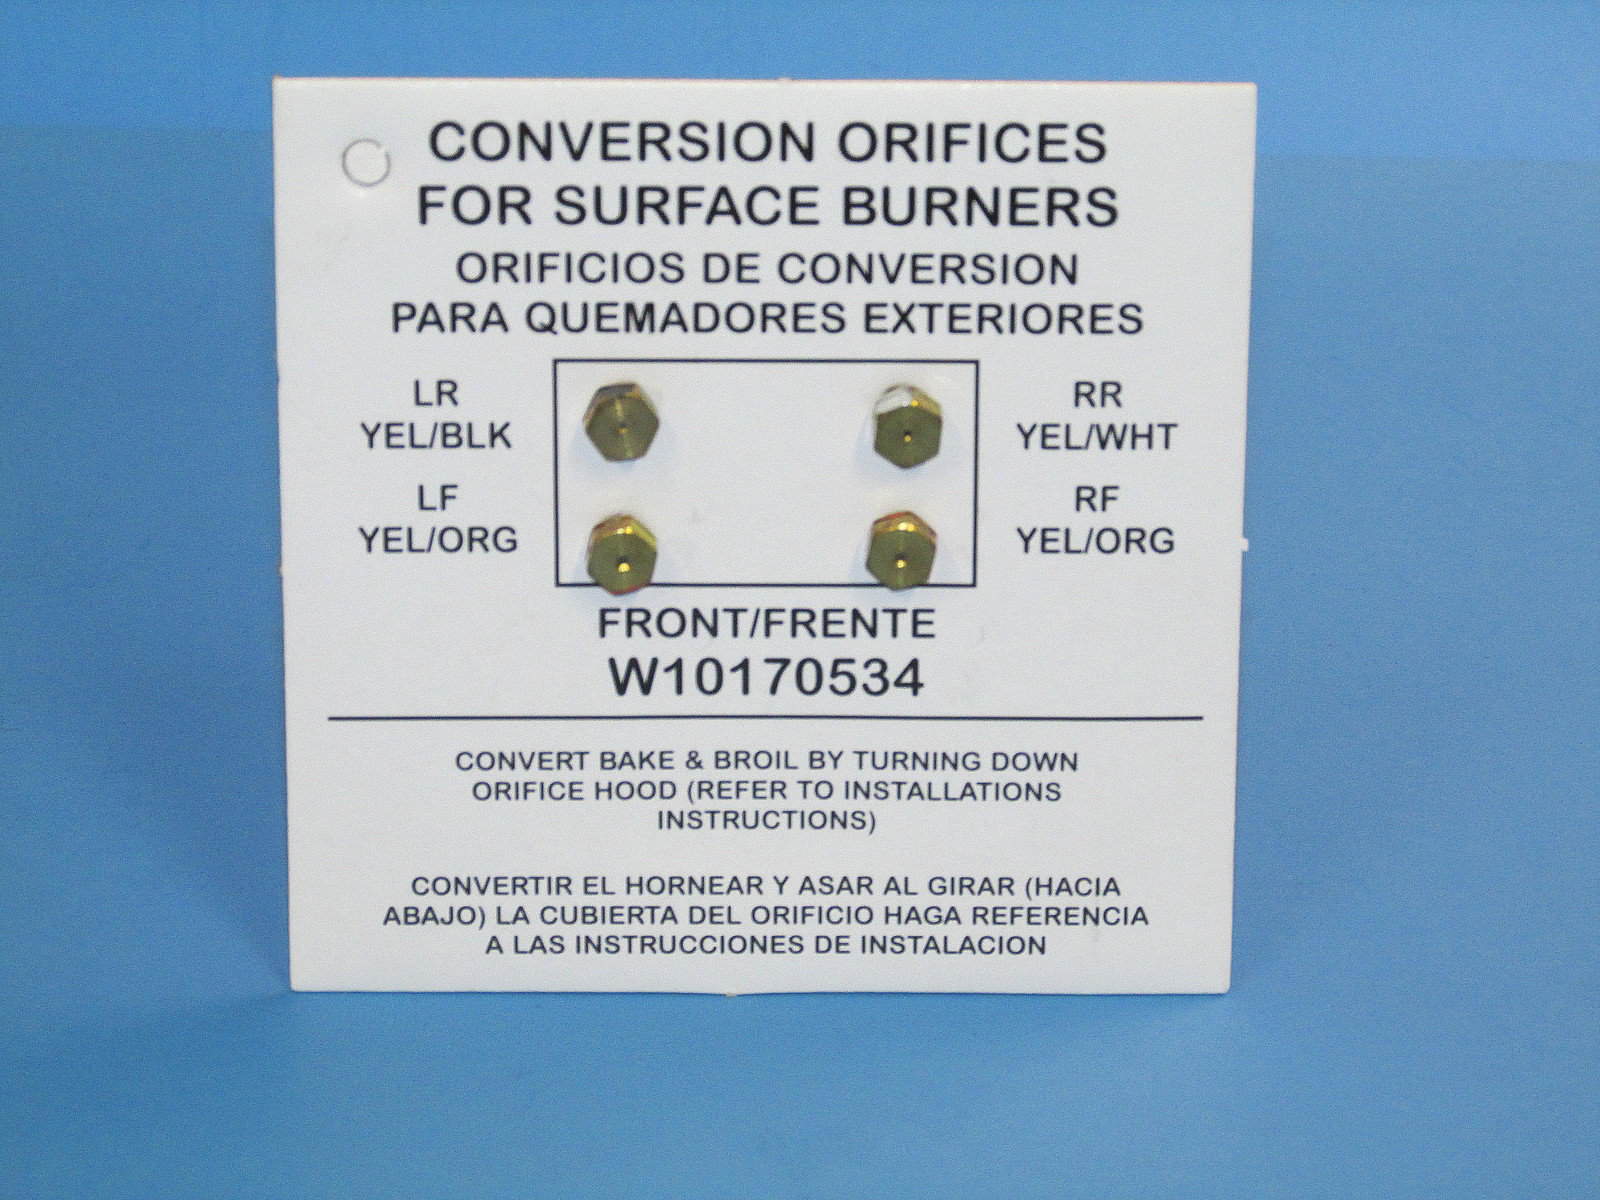 CONVERSION ORIFICES
FOR SURFACE BURNERS
ORIFICIOS DE CONVERSION
PARA QUEMADORES EXTERIORES
LR
YEL/BLK
RR
YEL/WHT
LF
YEL/ORG
RF
YEL/ORG
FRONT/FRENTE
W10170534
CONVERT BAKE & BROIL BY TURNING DOWN
ORIFICE HOOD (REFER TO INSTALLATIONS
INSTRUCTIONS)
CONVERTIR EL HORNEAR Y ASAR AL GIRAR (HACIA
ABAJO) LA CUBIERTA DEL ORIFICIO HAGA REFERENCIA
A LAS INSTRUCCIONES DE INSTALACION